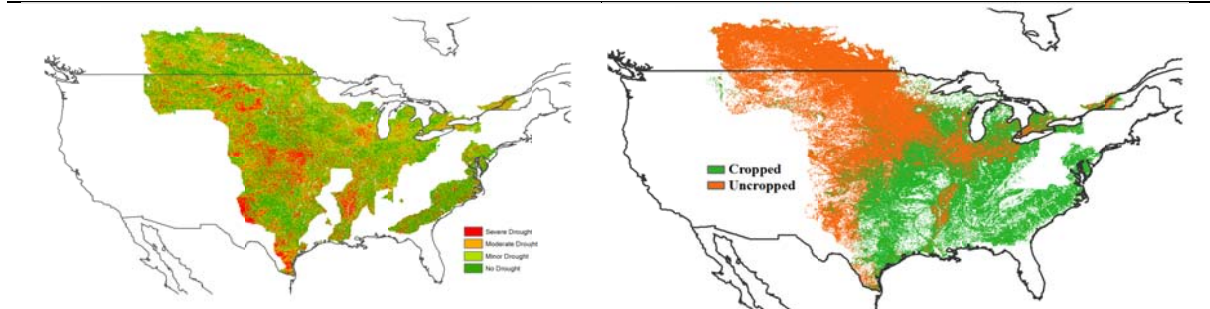 Severe Drought
Moderate Drought
Minor Drought
No Drought
Cropped
Uncropped